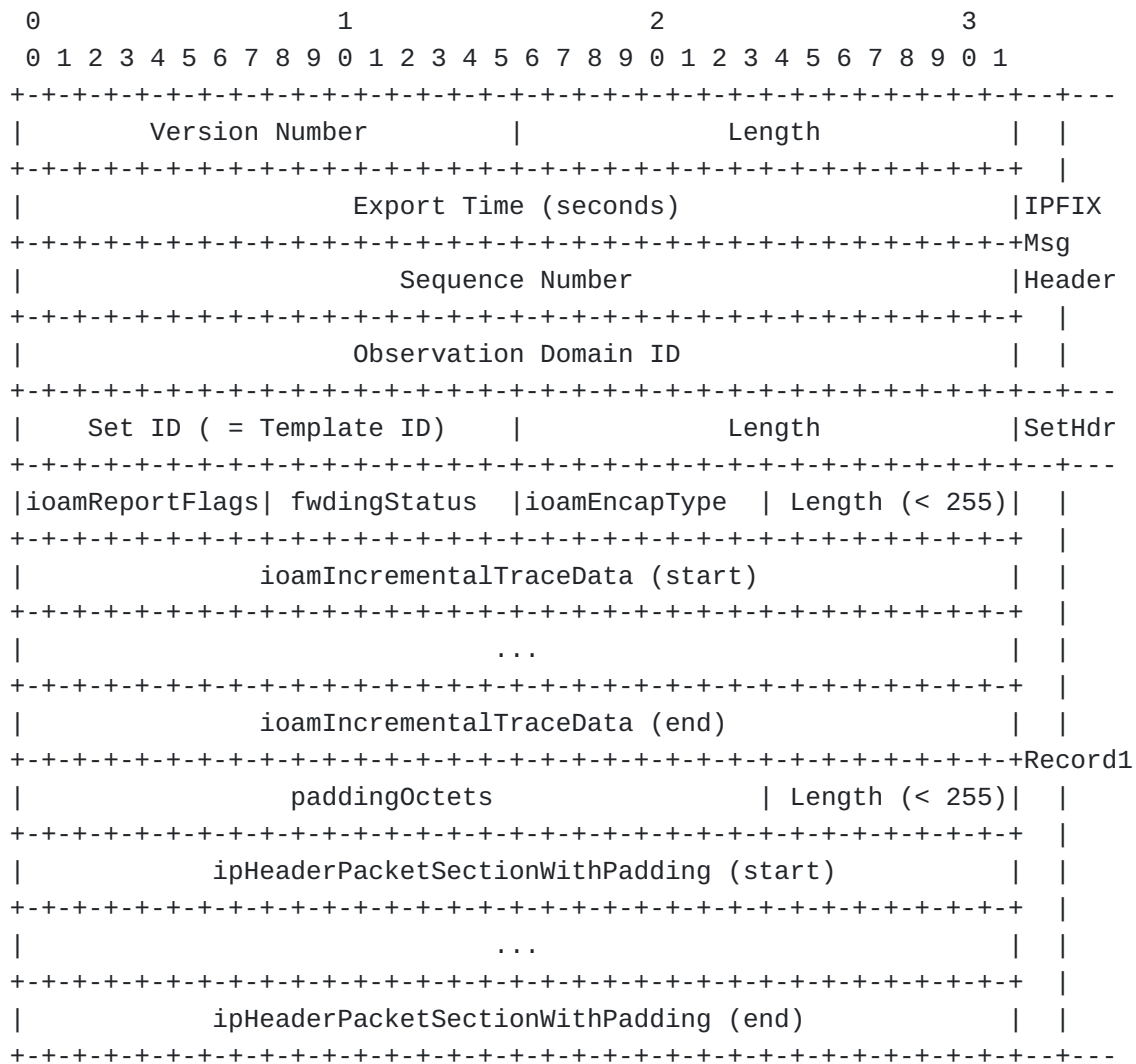 0                   1                   2                   3
 0 1 2 3 4 5 6 7 8 9 0 1 2 3 4 5 6 7 8 9 0 1 2 3 4 5 6 7 8 9 0 1
+-+-+-+-+-+-+-+-+-+-+-+-+-+-+-+-+-+-+-+-+-+-+-+-+-+-+-+-+-+-+-+-+--+---
|        Version Number         |             Length            |  |
+-+-+-+-+-+-+-+-+-+-+-+-+-+-+-+-+-+-+-+-+-+-+-+-+-+-+-+-+-+-+-+-+  |
|                     Export Time (seconds)                     |IPFIX
+-+-+-+-+-+-+-+-+-+-+-+-+-+-+-+-+-+-+-+-+-+-+-+-+-+-+-+-+-+-+-+-+Msg
|                        Sequence Number                        |Header
+-+-+-+-+-+-+-+-+-+-+-+-+-+-+-+-+-+-+-+-+-+-+-+-+-+-+-+-+-+-+-+-+  |
|                     Observation Domain ID                     |  |
+-+-+-+-+-+-+-+-+-+-+-+-+-+-+-+-+-+-+-+-+-+-+-+-+-+-+-+-+-+-+-+-+--+---
|    Set ID ( = Template ID)    |             Length            |SetHdr
+-+-+-+-+-+-+-+-+-+-+-+-+-+-+-+-+-+-+-+-+-+-+-+-+-+-+-+-+-+-+-+-+--+---
|ioamReportFlags| fwdingStatus  |ioamEncapType  | Length (< 255)|  |
+-+-+-+-+-+-+-+-+-+-+-+-+-+-+-+-+-+-+-+-+-+-+-+-+-+-+-+-+-+-+-+-+  |
|               ioamIncrementalTraceData (start)                |  |
+-+-+-+-+-+-+-+-+-+-+-+-+-+-+-+-+-+-+-+-+-+-+-+-+-+-+-+-+-+-+-+-+  |
|                              ...                              |  |
+-+-+-+-+-+-+-+-+-+-+-+-+-+-+-+-+-+-+-+-+-+-+-+-+-+-+-+-+-+-+-+-+  |
|               ioamIncrementalTraceData (end)                  |  |
+-+-+-+-+-+-+-+-+-+-+-+-+-+-+-+-+-+-+-+-+-+-+-+-+-+-+-+-+-+-+-+-+Record1
|                 paddingOctets                 | Length (< 255)|  |
+-+-+-+-+-+-+-+-+-+-+-+-+-+-+-+-+-+-+-+-+-+-+-+-+-+-+-+-+-+-+-+-+  |
|            ipHeaderPacketSectionWithPadding (start)           |  |
+-+-+-+-+-+-+-+-+-+-+-+-+-+-+-+-+-+-+-+-+-+-+-+-+-+-+-+-+-+-+-+-+  |
|                              ...                              |  |
+-+-+-+-+-+-+-+-+-+-+-+-+-+-+-+-+-+-+-+-+-+-+-+-+-+-+-+-+-+-+-+-+  |
|            ipHeaderPacketSectionWithPadding (end)             |  |
+-+-+-+-+-+-+-+-+-+-+-+-+-+-+-+-+-+-+-+-+-+-+-+-+-+-+-+-+-+-+-+-+--+---